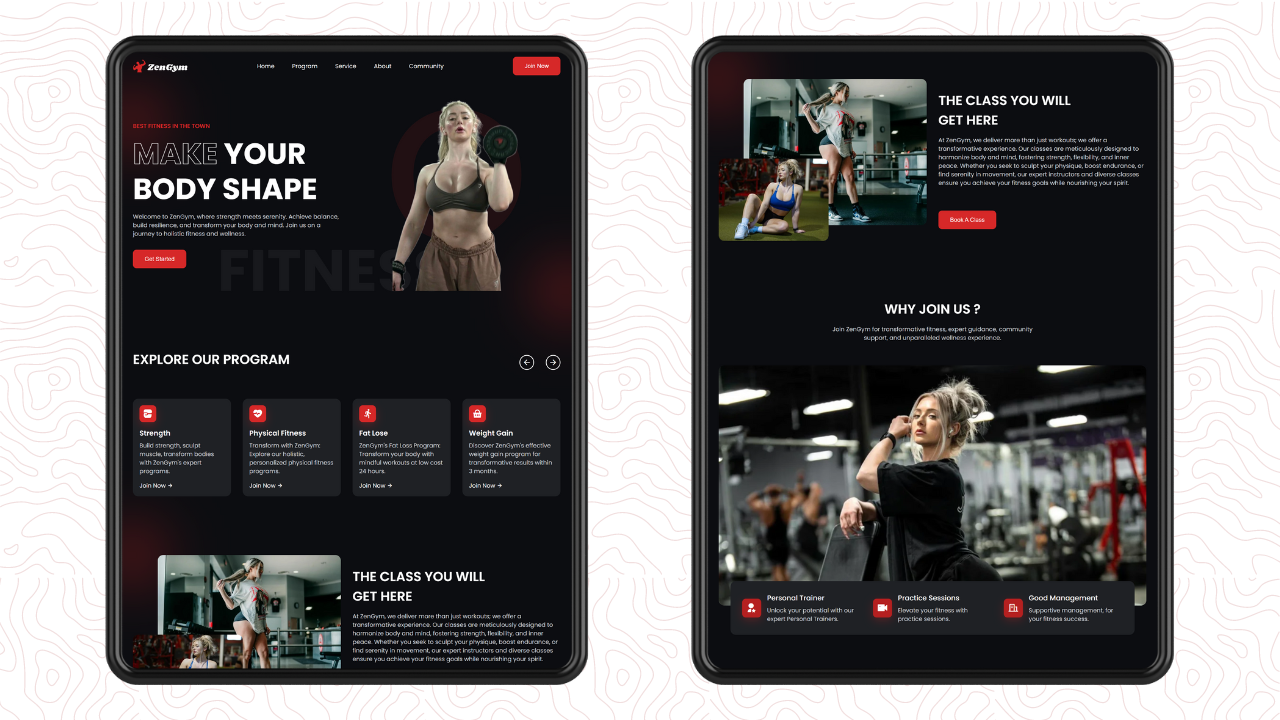 ZenGym
Home
Program
Service
About
Community
Join Now
BEST FITNESS IN THE TOWN
MAKE YOUR
BODY SHAPE
Welcome to ZenGym, where strength meets serenity. Achieve balance,
build resilience, and transform your body and mind. Join us on a
journey to holistic fitness and wellness.
Get Started
FITNESS
EXPLORE OUR PROGRAM
Strength
Build strength, sculpt
muscle, transform bodies
with ZenGym's expert
programs.
Join Now →
Physical Fitness
Transform with ZenGym:
Explore our holistic,
personalized physical fitness
programs.
Join Now →
Fat Lose
ZenGym's Fat Loss Program:
Transform your body with
mindful workouts at low cost
24 hours.
Join Now →
Weight Gain
Discover ZenGym's effective
weight gain program for
transformative results within
3 months.
Join Now →
THE CLASS YOU WILL
GET HERE
At ZenGym, we deliver more than just workouts; we offer a
transformative experience. Our classes are meticulously designed to
harmonize body and mind, fostering strength, flexibility, and inner
peace. Whether you seek to sculpt your physique, boost endurance, or
find serenity in movement, our expert instructors and diverse classes
ensure you achieve your fitness goals while nourishing your spirit.
THE CLASS YOU WILL
GET HERE
At ZenGym, we deliver more than just workouts; we offer a
transformative experience. Our classes are meticulously designed to
harmonize body and mind, fostering strength, flexibility, and inner
peace. Whether you seek to sculpt your physique, boost endurance, or
find serenity in movement, our expert instructors and diverse classes
ensure you achieve your fitness goals while nourishing your spirit.
Book A Class
WHY JOIN US ?
Join ZenGym for transformative fitness, expert guidance, community
support, and unparalleled wellness experience.
Personal Trainer
Unlock your potential with our
expert Personal Trainers.
Practice Sessions
Elevate your fitness with
practice sessions.
Good Management
Supportive management, for
your fitness success.